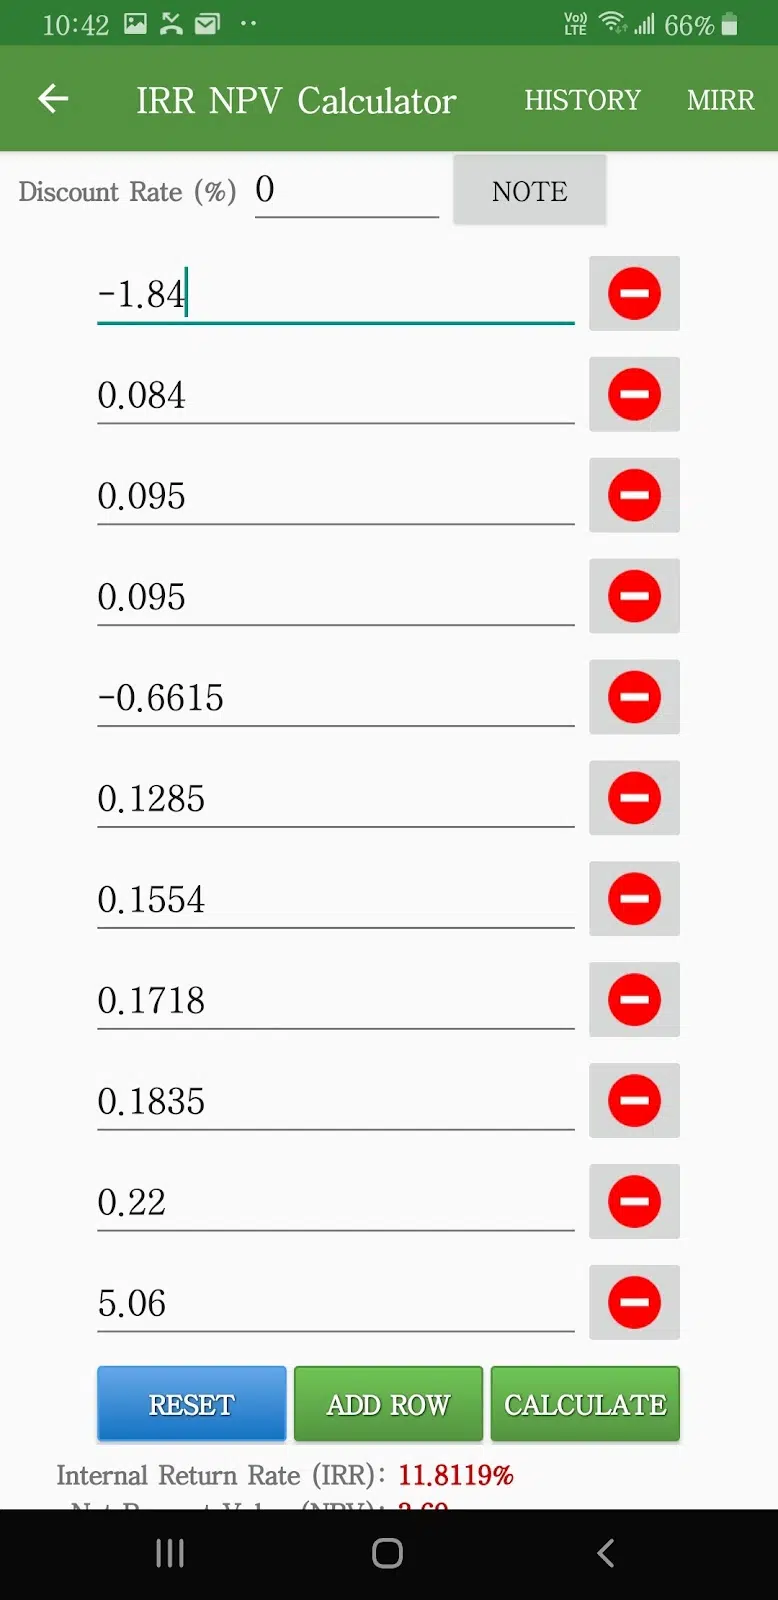 10:42 Vo)) LTE 66%
IRR NPV Calculator HISTORY MIRR
Discount Rate (%) 0 NOTE
-1.84
0.084
0.095
0.095
-0.6615
0.1285
0.1554
0.1718
0.1835
0.22
5.06
RESET ADD ROW CALCULATE
Internal Return Rate (IRR): 11.8119%